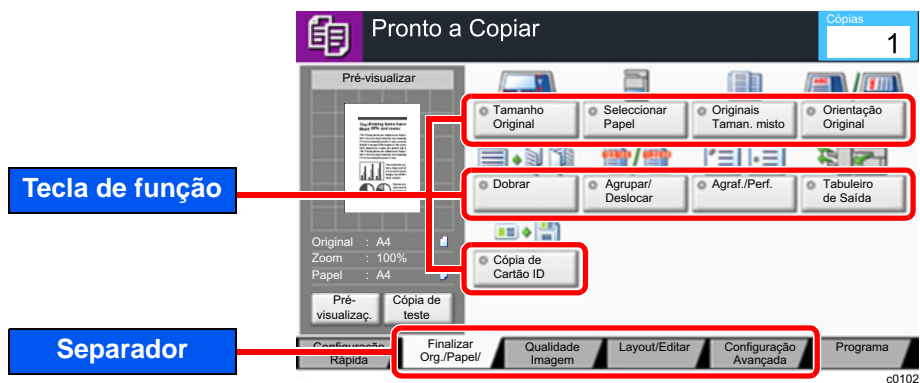 Pronto a Copiar
Cópias
1
Pré-visualizar
Tamanho
Original
Seleccionar
Papel
Originais
Taman. misto
Orientação
Original
Tecla de função
Dobrar
Agrupar/
Deslocar
Agraf./Perf.
Tabuleiro
de Saída
Original : A4
Zoom : 100%
Papel : A4
Cópia de
Cartão ID
Pré-
visualizaç.
Cópia de
teste
Separador
Configuração
Rápida
Finalizar
Org./Papel/
Qualidade
Imagem
Layout/Editar
Configuração
Avançada
Programa
c0102